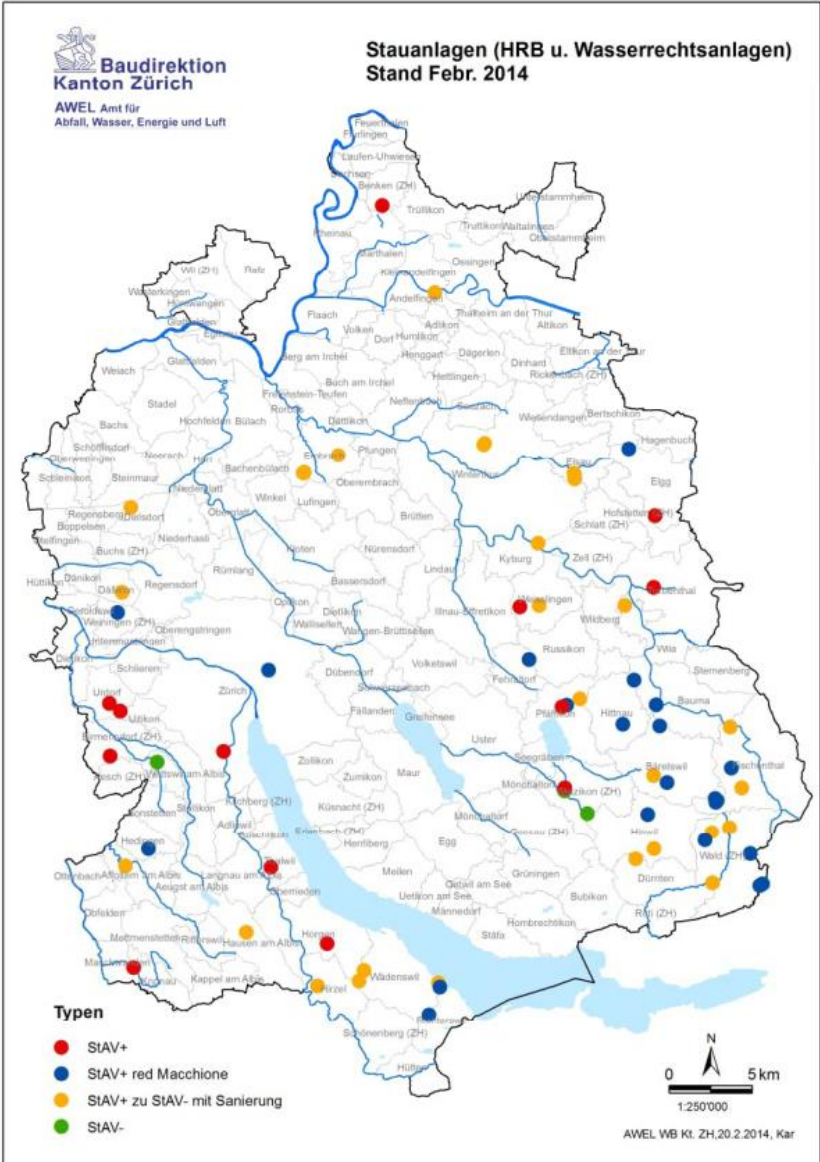 Baudirektion
Kanton Zürich
AWEL Amt für
Abfall, Wasser, Energie und Luft
Stauanlagen (HRB u. Wasserrechtsanlagen)
Stand Febr. 2014
Feuerthalen
Flurlingen
Laufen-Uhwiesen
Benken (ZH)
Trüllikon
Unterstammheim
Truttikon
Waltalingen
Oberstammheim
Rheinau
Marthalen
Ossingen
Wil (ZH)
Rafz
Kleinandelfingen
Wasterkingen
Hüntwangen
Andelfingen
Thalheim an der Thur
Flaach
Volken
Adlikon
Altikon
Dorf
Humlikon
Glattfelden
Berg am Irchel
Henggart
Dägerlen
Dinhard
Ellikon an der Thur
Weiach
Buch am Irchel
Hettlingen
Rickenbach (ZH)
Freienstein-Teufen
Stadel
Neftenbach
Rorbas
Bertschikon
Hochfelden
Bülach
Dättlikon
Wiesendangen
Bachs
Hagenbuch
Schöfflisdorf
Embrach
Pfungen
Oberweningen
Neerach
Höri
Elsau
Bachenbülach
Winterthur
Schleinikon
Steinmaur
Oberembrach
Elgg
Niederglatt
Winkel
Lufingen
Regensberg
Dielsdorf
Oberglatt
Hofstetten (ZH)
Boppelsen
Brütten
Schlatt (ZH)
Otelfingen
Niederhasli
Buchs (ZH)
Kloten
Nürensdorf
Kyburg
Zell (ZH)
Rümlang
Lindau
Hüttikon
Dänikon
Regensdorf
Bassersdorf
Dällikon
Opfikon
Dietlikon
Illnau-Effretikon
Weisslingen
Wildberg
Weiningen (ZH)
Oberengstringen
Wallisellen
Wangen-Brüttisellen
Unterengstringen
Wila
Dietikon
Russikon
Schlieren
Dübendorf
Volketswil
Sternenberg
Fehraltorf
Zürich
Schwerzenbach
Urdorf
Bauma
Uitikon
Fällanden
Greifensee
Pfäffikon
Hittnau
Birmensdorf (ZH)
Uster
Zollikon
Seegräben
Aesch (ZH)
Wettswil am Albis
Maur
Bäretswil
Fischenthal
Zumikon
Mönchaltorf
Wetzikon (ZH)
Stallikon
Kilchberg (ZH)
Bonstetten
Küsnacht (ZH)
Mönchaltorf
Adliswil
Rüschlikon
Erlenbach (ZH)
Gossau (ZH)
Hinwil
Hedingen
Herrliberg
Egg
Thalwil
Wald (ZH)
Ottenbach
Affoltern am Albis
Langnau am Albis
Meilen
Grüningen
Aeugst am Albis
Oberrieden
Oetwil am See
Dürnten
Uetikon am See
Bubikon
Obfelden
Männedorf
Hombrechtikon
Rüti (ZH)
Mettmenstetten
Rifferswil
Hausen am Albis
Horgen
Stäfa
Maschwanden
Knonau
Kappel am Albis
Hirzel
Wädenswil
Richterswil
Schönenberg (ZH)
Hütten
Typen
StAV+
StAV+ red Macchione
StAV+ zu StAV- mit Sanierung
StAV-
N
0
5 km
1:250'000
AWEL WB Kt. ZH,20.2.2014, Kar